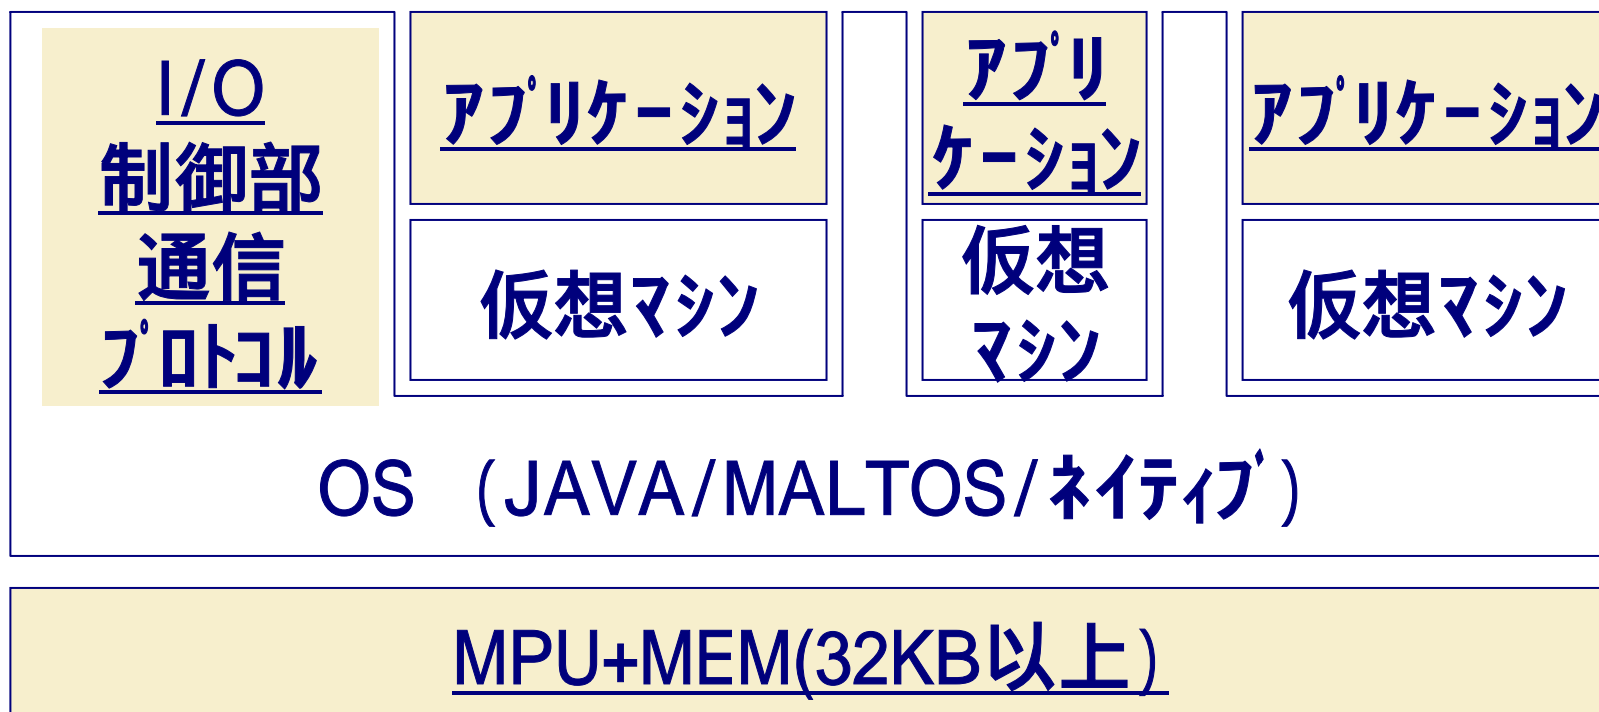 I/O
制御部
通信
ﾌﾟﾛﾄｺﾙ
ｱﾌﾟﾘｹｰｼｮﾝ
仮想ﾏｼﾝ
ｱﾌﾟﾘ
ｹｰｼｮﾝ
仮想
ﾏｼﾝ
ｱﾌﾟﾘｹｰｼｮﾝ
仮想ﾏｼﾝ
OS （JAVA/MALTOS/ﾈｲﾃｨﾌﾞ）
MPU+MEM(32KB以上)